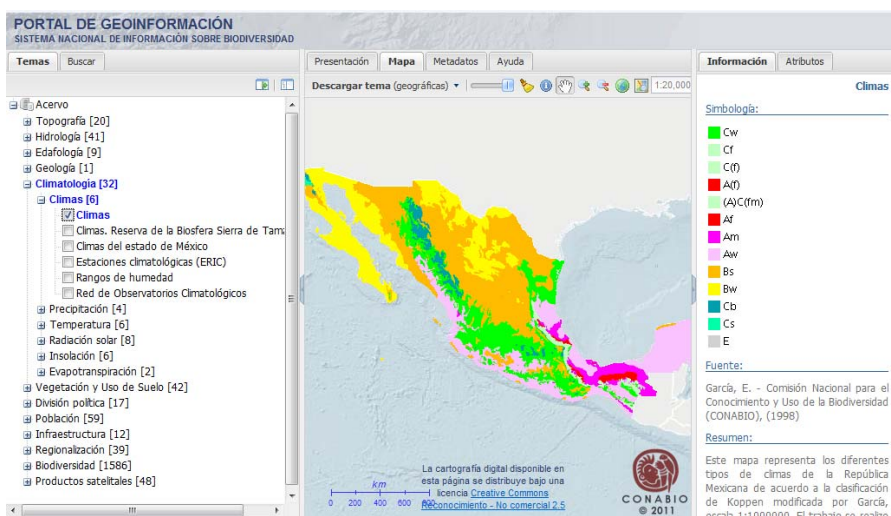 PORTAL DE GEOINFORMACIÓN
SISTEMA NACIONAL DE INFORMACIÓN SOBRE BIODIVERSIDAD
Temas
Buscar
Acervo
Topografía [20]
Hidrología [41]
Edafología [9]
Geología [1]
Climatología [32]
Climas [6]
Climas
Climas. Reserva de la Biosfera Sierra de Tam
Climas del estado de México
Estaciones climatológicas (ERIC)
Rangos de humedad
Red de Observatorios Climatológicos
Precipitación [4]
Temperatura [6]
Radiación solar [8]
Insolación [6]
Evapotranspiración [2]
Vegetación y Uso de Suelo [42]
División política [17]
Población [59]
Infraestructura [12]
Regionalización [39]
Biodiversidad [1586]
Productos satelitales [48]
Presentación
Mapa
Metadatos
Ayuda
Descargar tema (geográficas)
1:20,000
km
0 200 400 600 800
La cartografía digital disponible en
esta página se distribuye bajo una
licencia Creative Commons
Reconocimiento - No comercial 2.5
CONABIO
© 2011
Información
Atributos
Climas
Simbología:
Cw
Cf
C(f)
A(f)
(A)C(fm)
Af
Am
Aw
Bs
Bw
Cb
Cs
E
Fuente:
García, E. - Comisión Nacional para el
Conocimiento y Uso de la Biodiversidad
(CONABIO), (1998)
Resumen:
Este mapa representa los diferentes
tipos de climas de la República
Mexicana de acuerdo a la clasificación
de Koppen modificada por García,
escala 1:1000000. El trabajo se realizo